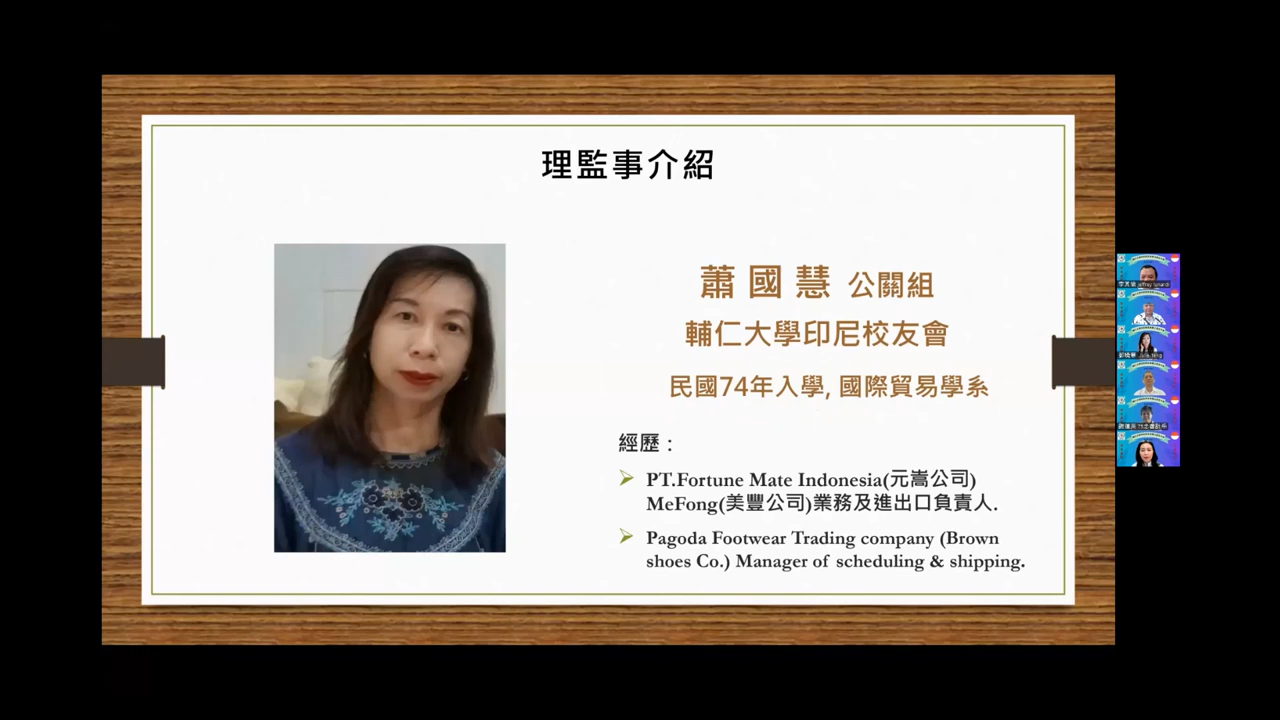 理監事介紹
蕭國慧 公關組
輔仁大學印尼校友會
民國74年入學, 國際貿易學系
經歷：
PT.Fortune Mate Indonesia(元嵩公司)
MeFong(美豐公司)業務及進出口負責人.
Pagoda Footwear Trading company (Brown
shoes Co.) Manager of scheduling & shipping.